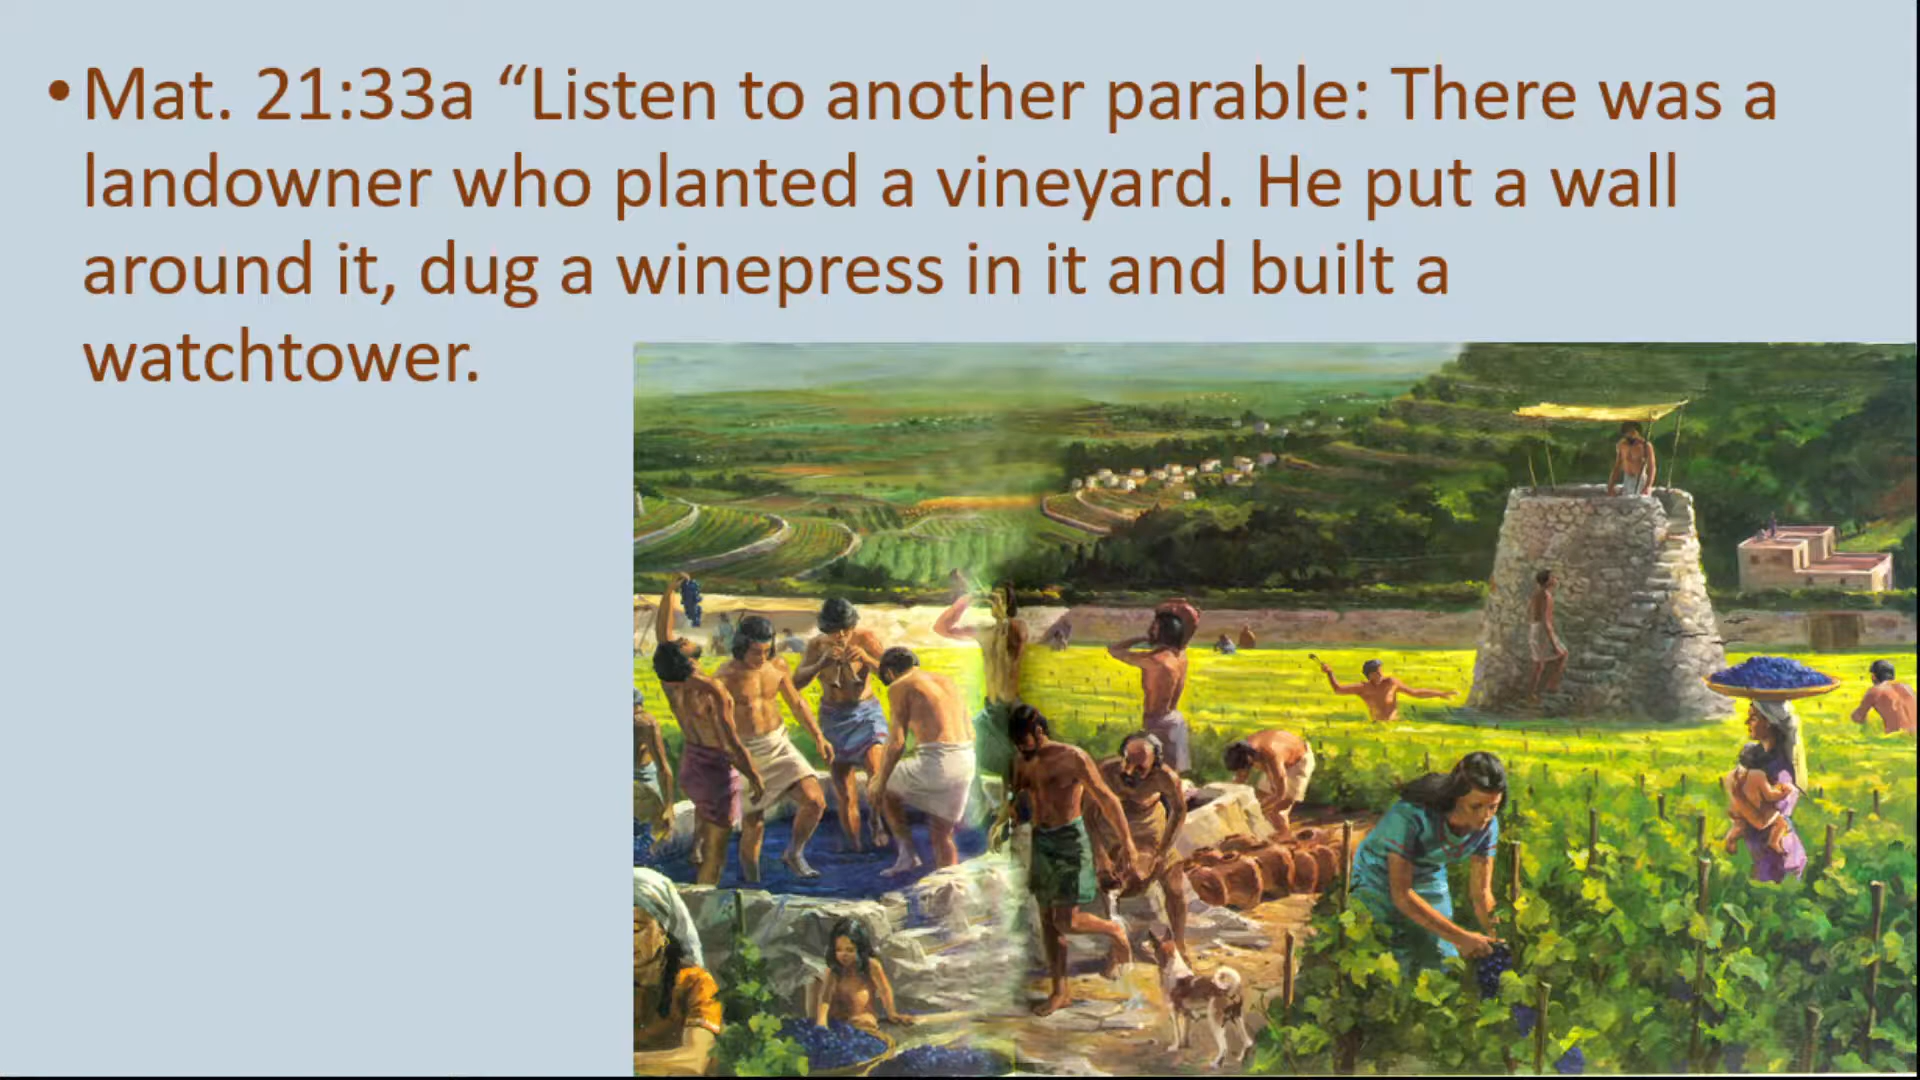 • Mat. 21:33a “Listen to another parable: There was a
landowner who planted a vineyard. He put a wall
around it, dug a winepress in it and built a
watchtower.